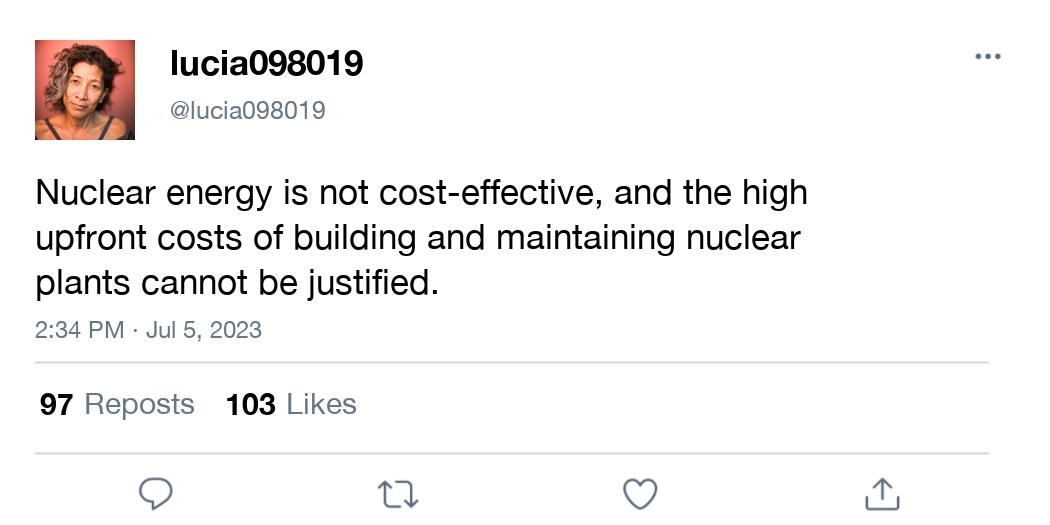 lucia098019
@lucia098019
Nuclear energy is not cost-effective, and the high
upfront costs of building and maintaining nuclear
plants cannot be justified.
2:34 PM · Jul 5, 2023
97 Reposts 103 Likes